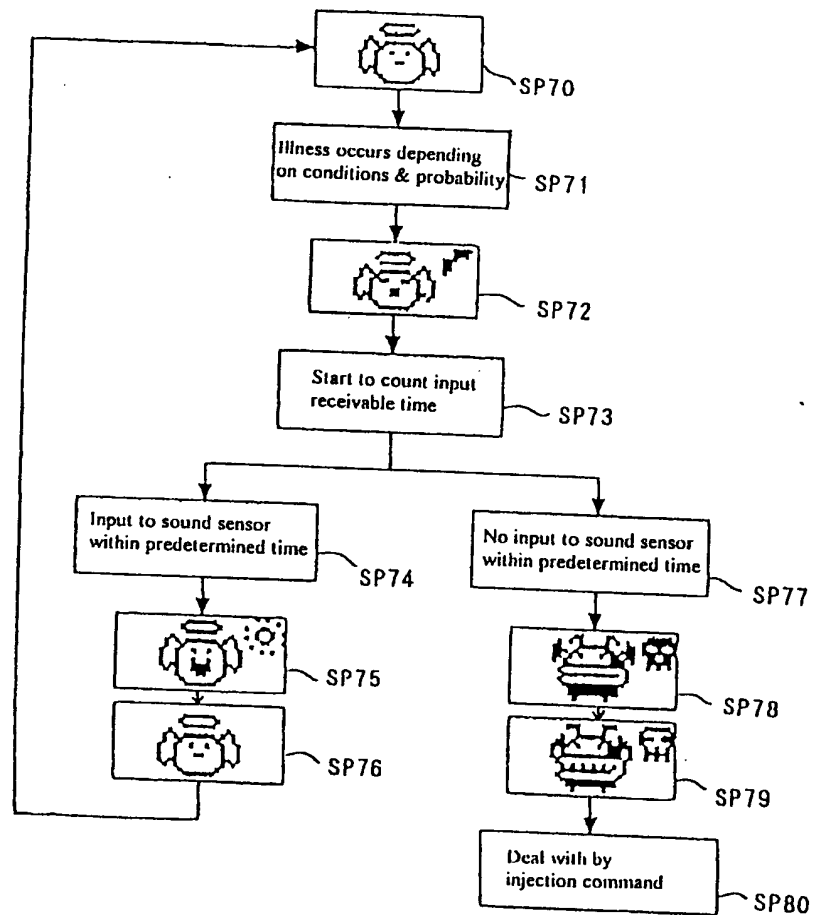 SP70
Illness occurs depending
on conditions & probability
SP71
SP72
Start to count input
receivable time
SP73
Input to sound sensor
within predetermined time
SP74
SP75
SP76
No input to sound sensor
within predetermined time
SP77
SP78
SP79
Deal with by
injection command
SP80